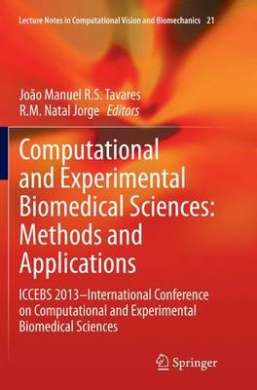 Lecture Notes in Computational Vision and Biomechanics 21
João Manuel R.S. Tavares
R.M. Natal Jorge Editors
Computational
and Experimental
Biomedical Sciences:
Methods and
Applications
ICCEBS 2013–International Conference
on Computational and Experimental
Biomedical Sciences
Springer